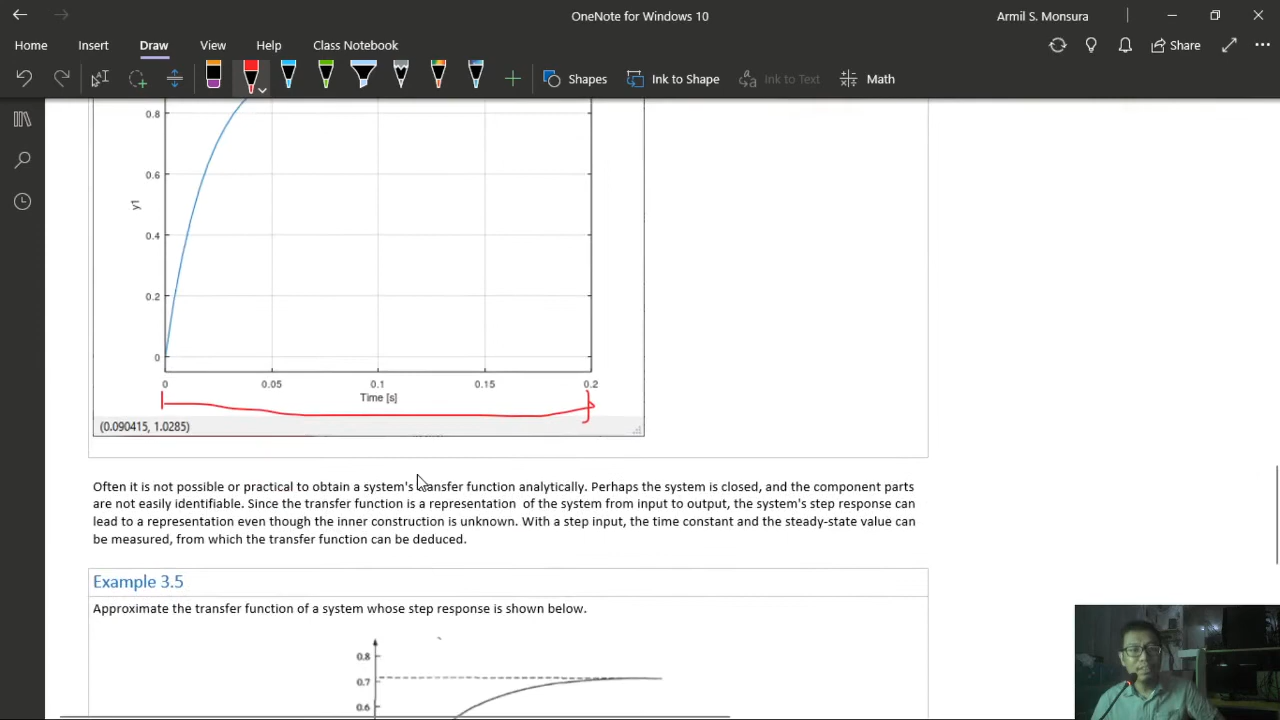 OneNote for Windows 10
Armil S. Monsura
Home
Insert
Draw
View
Help
Class Notebook
Share
Shapes
Ink to Shape
Ink to Text
Math
0.8
0.6
0.4
0.2
0
y1
0
0.05
0.1
0.15
0.2
Time [s]
(0.090415, 1.0285)
Often it is not possible or practical to obtain a system's transfer function analytically. Perhaps the system is closed, and the component parts
are not easily identifiable. Since the transfer function is a representation of the system from input to output, the system's step response can
lead to a representation even though the inner construction is unknown. With a step input, the time constant and the steady-state value can
be measured, from which the transfer function can be deduced.
Example 3.5
Approximate the transfer function of a system whose step response is shown below.
0.8
0.7
0.6